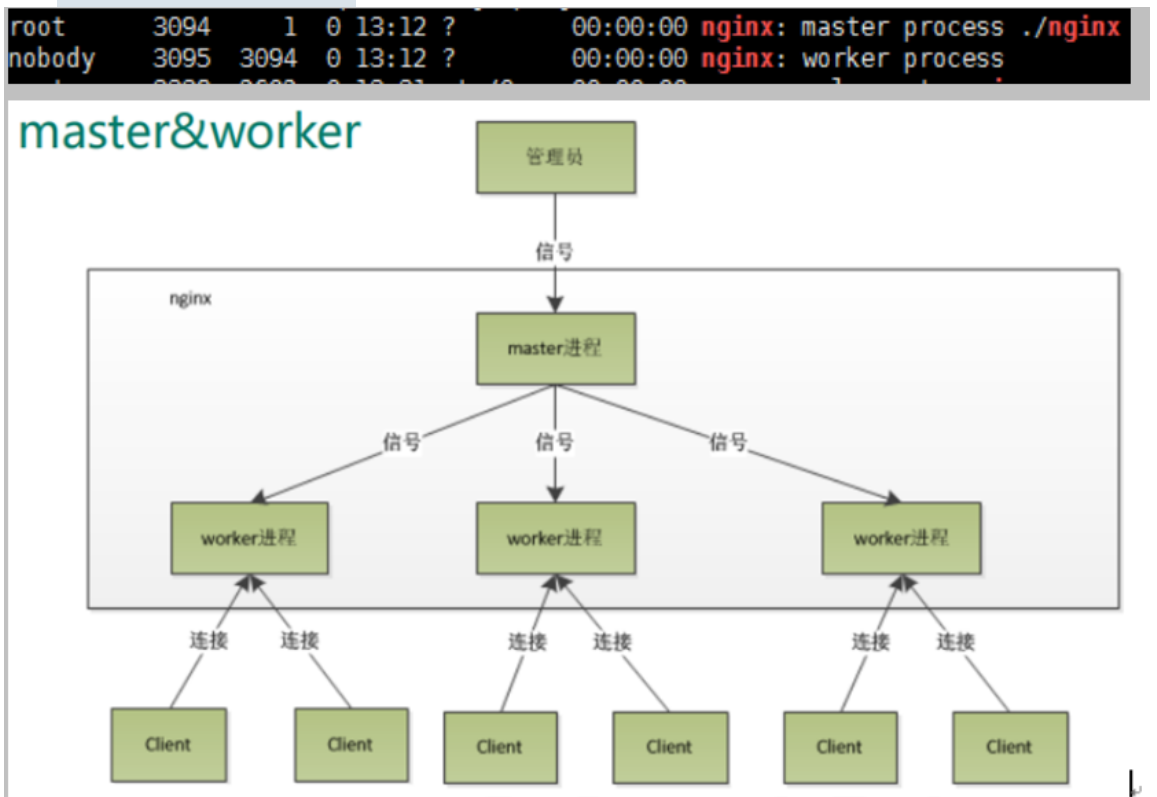 root 3094 1 0 13:12 ? 00:00:00 nginx: master process ./nginx
nobody 3095 3094 0 13:12 ? 00:00:00 nginx: worker process
master&worker
管理员
信号
nginx
master进程
信号 信号 信号
worker进程 worker进程 worker进程
连接 连接 连接 连接 连接 连接
Client Client Client Client Client Client